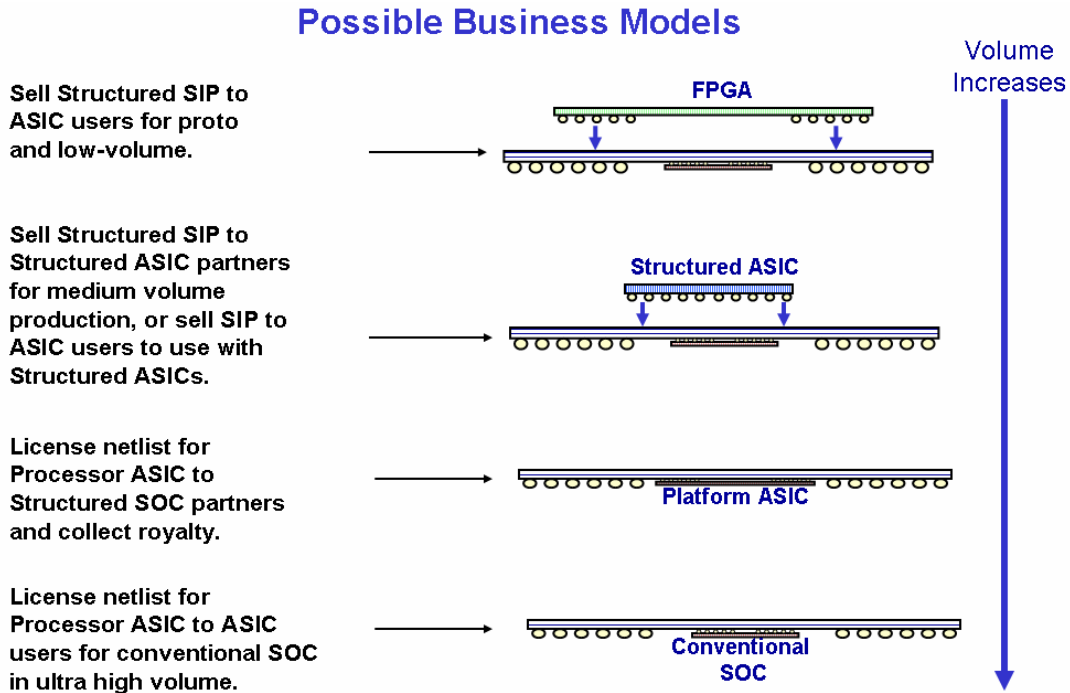 Possible Business Models
Volume
Increases
Sell Structured SIP to
ASIC users for proto
and low-volume.
FPGA
Sell Structured SIP to
Structured ASIC partners
for medium volume
production, or sell SIP to
ASIC users to use with
Structured ASICs.
Structured ASIC
License netlist for
Processor ASIC to
Structured SOC partners
and collect royalty.
Platform ASIC
License netlist for
Processor ASIC to ASIC
users for conventional SOC
in ultra high volume.
Conventional
SOC